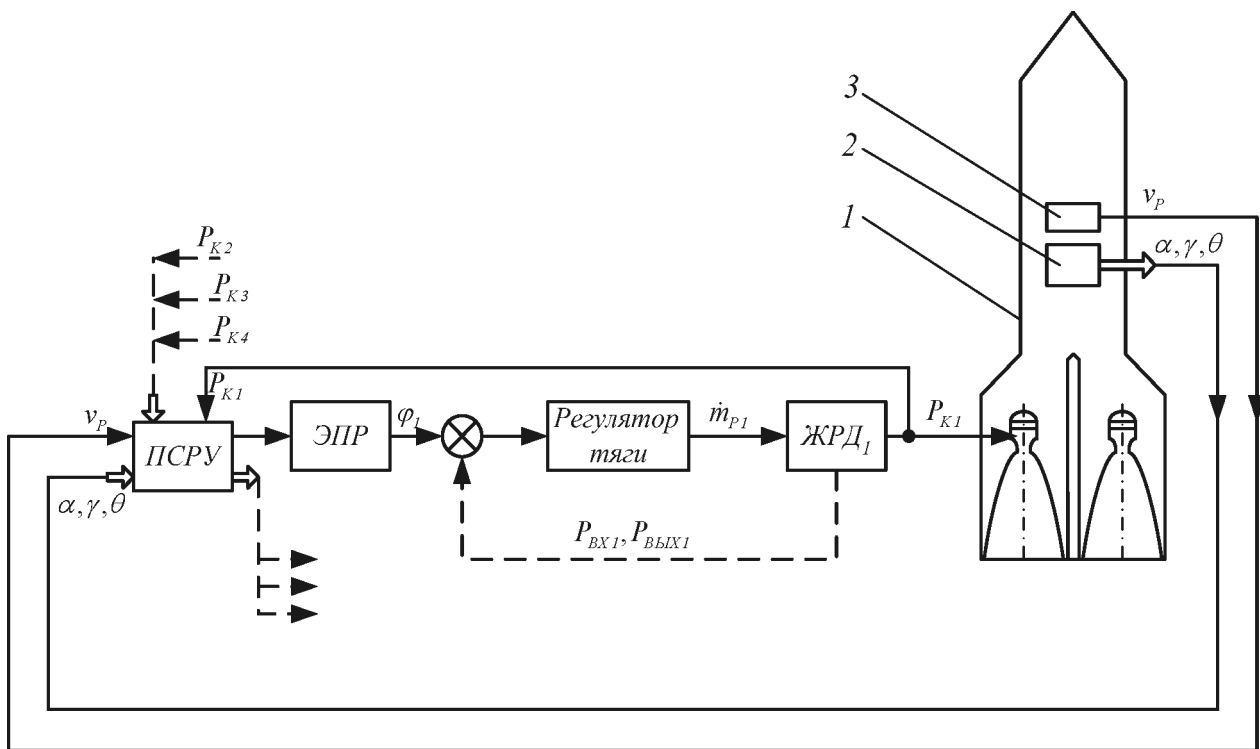 3
2
1
v_P
α, γ, θ
P_K2
P_K3
P_K4
P_K1
v_P
ПСРУ
α, γ, θ
ЭПР
φ_1
Регулятор
тяги
ṁ_P1
ЖРД_1
P_K1
P_ВХ1, P_ВЫХ1